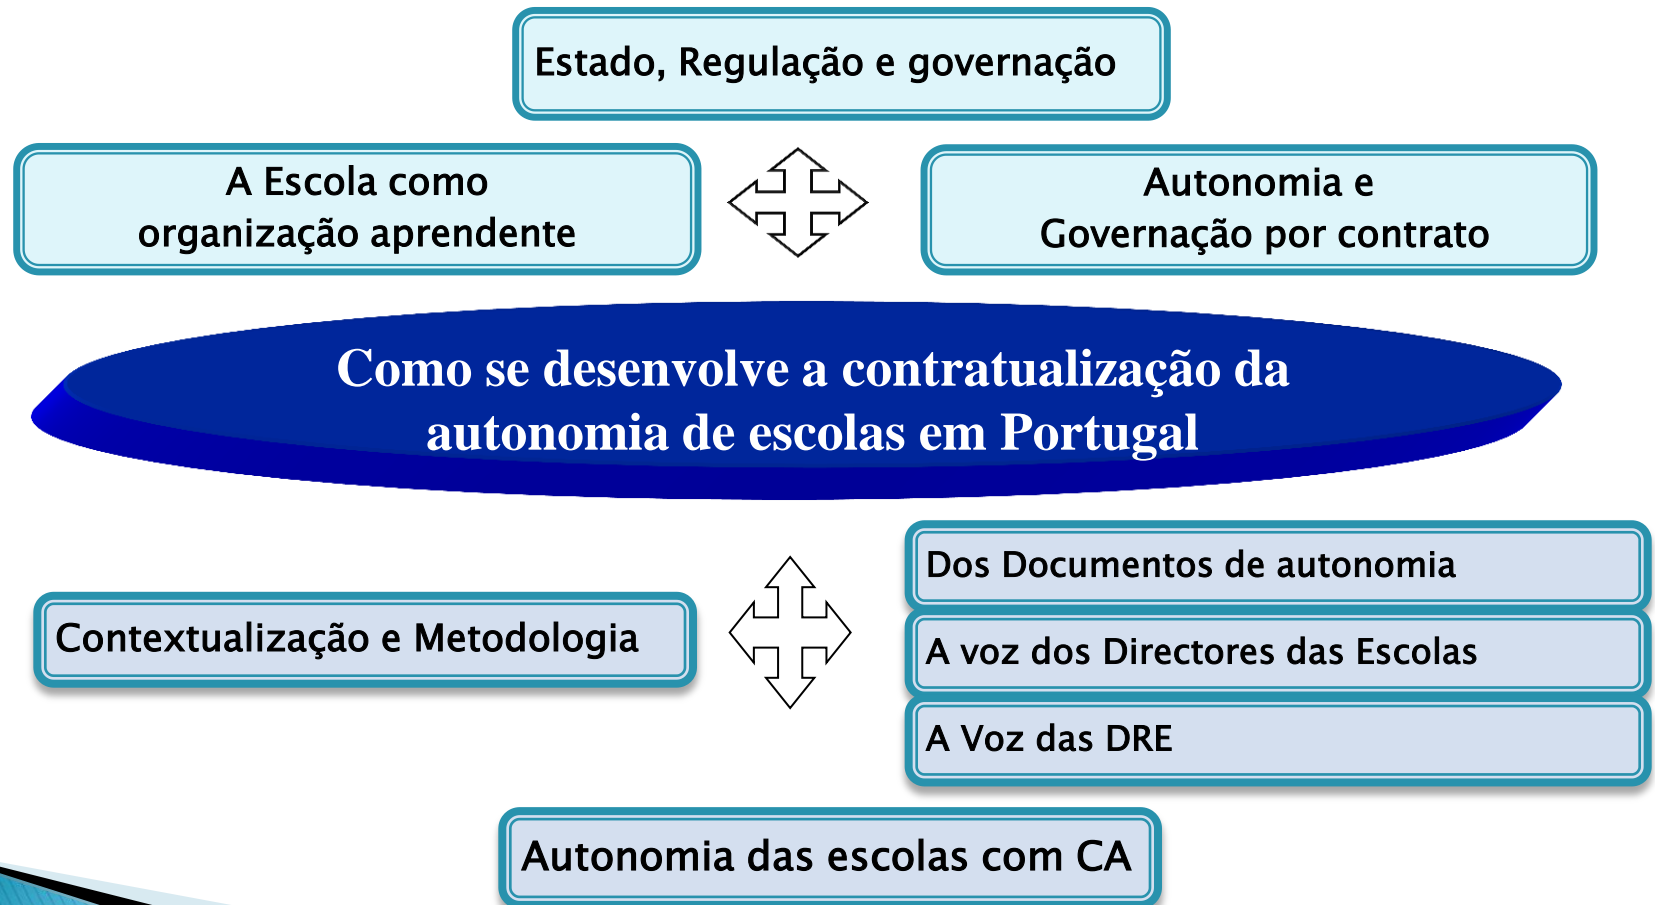 Estado, Regulação e governação
A Escola como
organização aprendente
Autonomia e
Governação por contrato
Como se desenvolve a contratualização da
autonomia de escolas em Portugal
Contextualização e Metodologia
Dos Documentos de autonomia
A voz dos Directores das Escolas
A Voz das DRE
Autonomia das escolas com CA